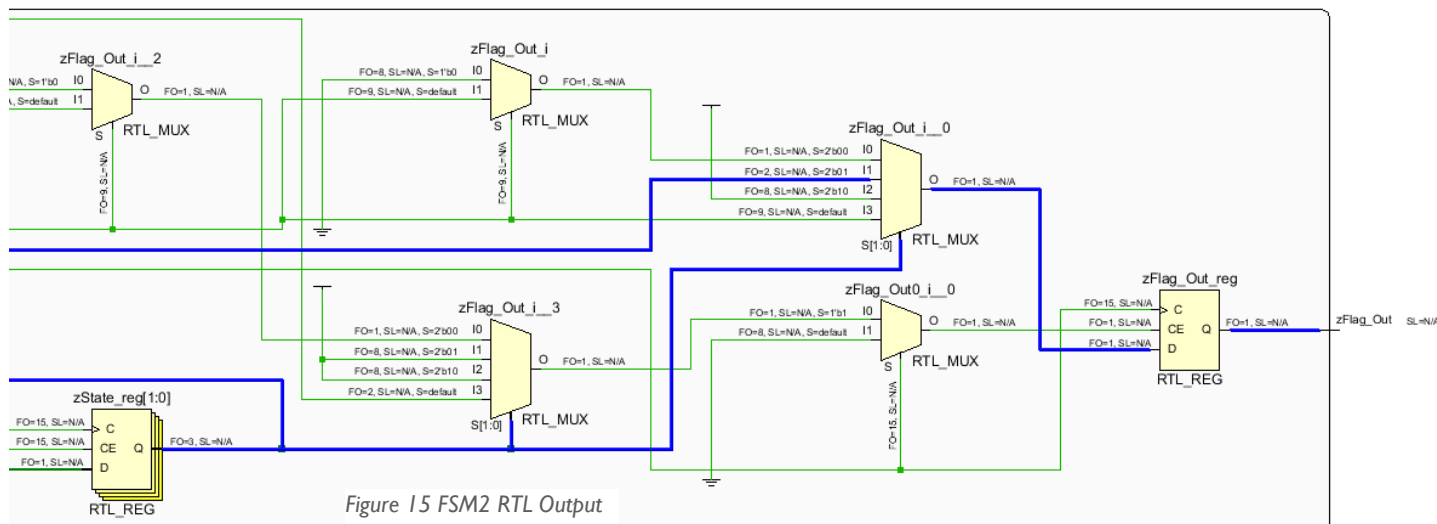 zFlag_Out_i__2
N/A, S=1'b0 I0
A, S=default I1
O FO=1, SL=N/A
S
RTL_MUX
FO=9, SL=N/A
zFlag_Out_i
FO=8, SL=N/A, S=1'b0 I0
FO=9, SL=N/A, S=default I1
O FO=1, SL=N/A
S
RTL_MUX
FO=9, SL=N/A
zFlag_Out_i__0
FO=1, SL=N/A, S=2'b00 I0
FO=2, SL=N/A, S=2'b01 I1
FO=8, SL=N/A, S=2'b10 I2
FO=9, SL=N/A, S=default I3
O FO=1, SL=N/A
S[1:0]
RTL_MUX
zFlag_Out_i__3
FO=1, SL=N/A, S=2'b00 I0
FO=8, SL=N/A, S=2'b01 I1
FO=8, SL=N/A, S=2'b10 I2
FO=2, SL=N/A, S=default I3
O FO=1, SL=N/A
S[1:0]
RTL_MUX
zFlag_Out0_i__0
FO=1, SL=N/A, S=1'b1 I0
FO=8, SL=N/A, S=default I1
O FO=1, SL=N/A
S
RTL_MUX
FO=15, SL=N/A
zFlag_Out_reg
FO=15, SL=N/A C
FO=1, SL=N/A CE Q FO=1, SL=N/A
FO=1, SL=N/A D
RTL_REG
zFlag_Out SL=N/A
zState_reg[1:0]
FO=15, SL=N/A C
FO=15, SL=N/A CE Q FO=3, SL=N/A
FO=1, SL=N/A D
RTL_REG
Figure 15 FSM2 RTL Output